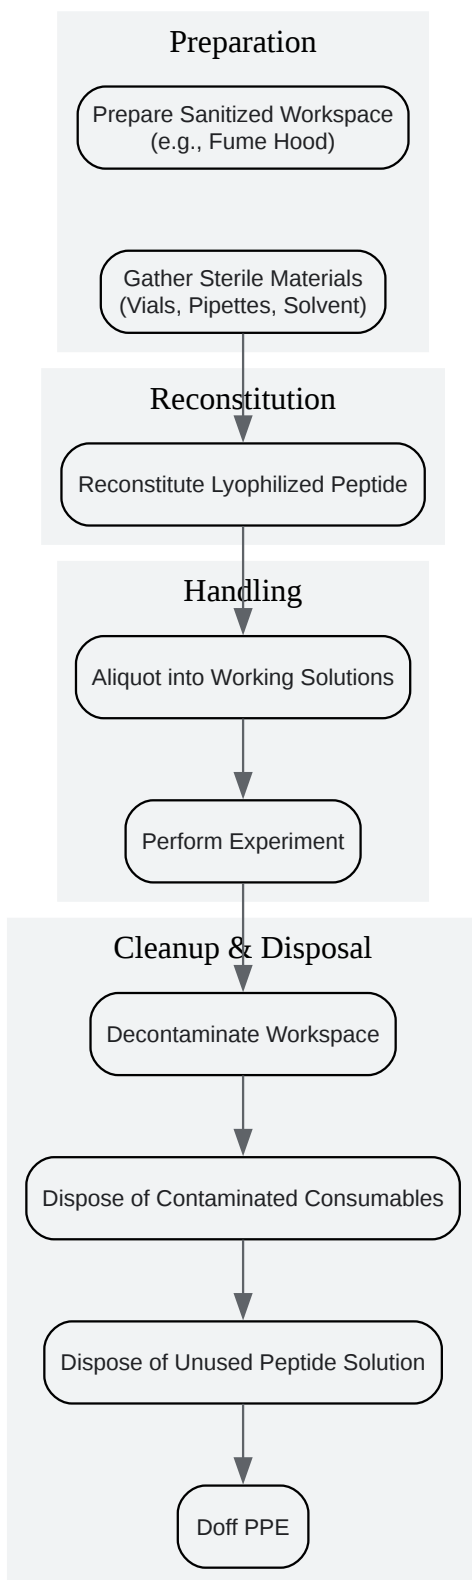 Preparation
Prepare Sanitized Workspace
(e.g., Fume Hood)
Gather Sterile Materials
(Vials, Pipettes, Solvent)
Reconstitution
Reconstitute Lyophilized Peptide
Handling
Aliquot into Working Solutions
Perform Experiment
Cleanup & Disposal
Decontaminate Workspace
Dispose of Contaminated Consumables
Dispose of Unused Peptide Solution
Doff PPE